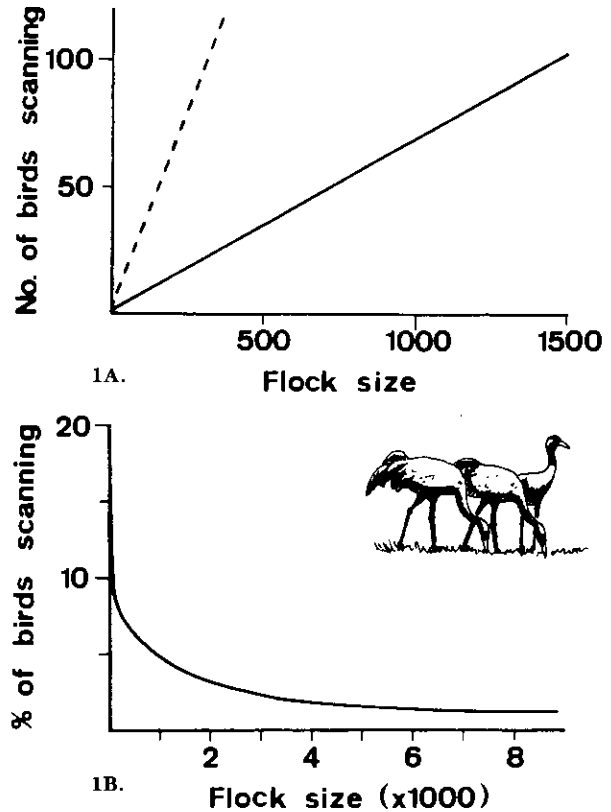 No. of birds scanning
100
50
500
1000
1500
1A.
Flock size
% of birds scanning
20
10
2
4
6
8
1B.
Flock size (x1000)